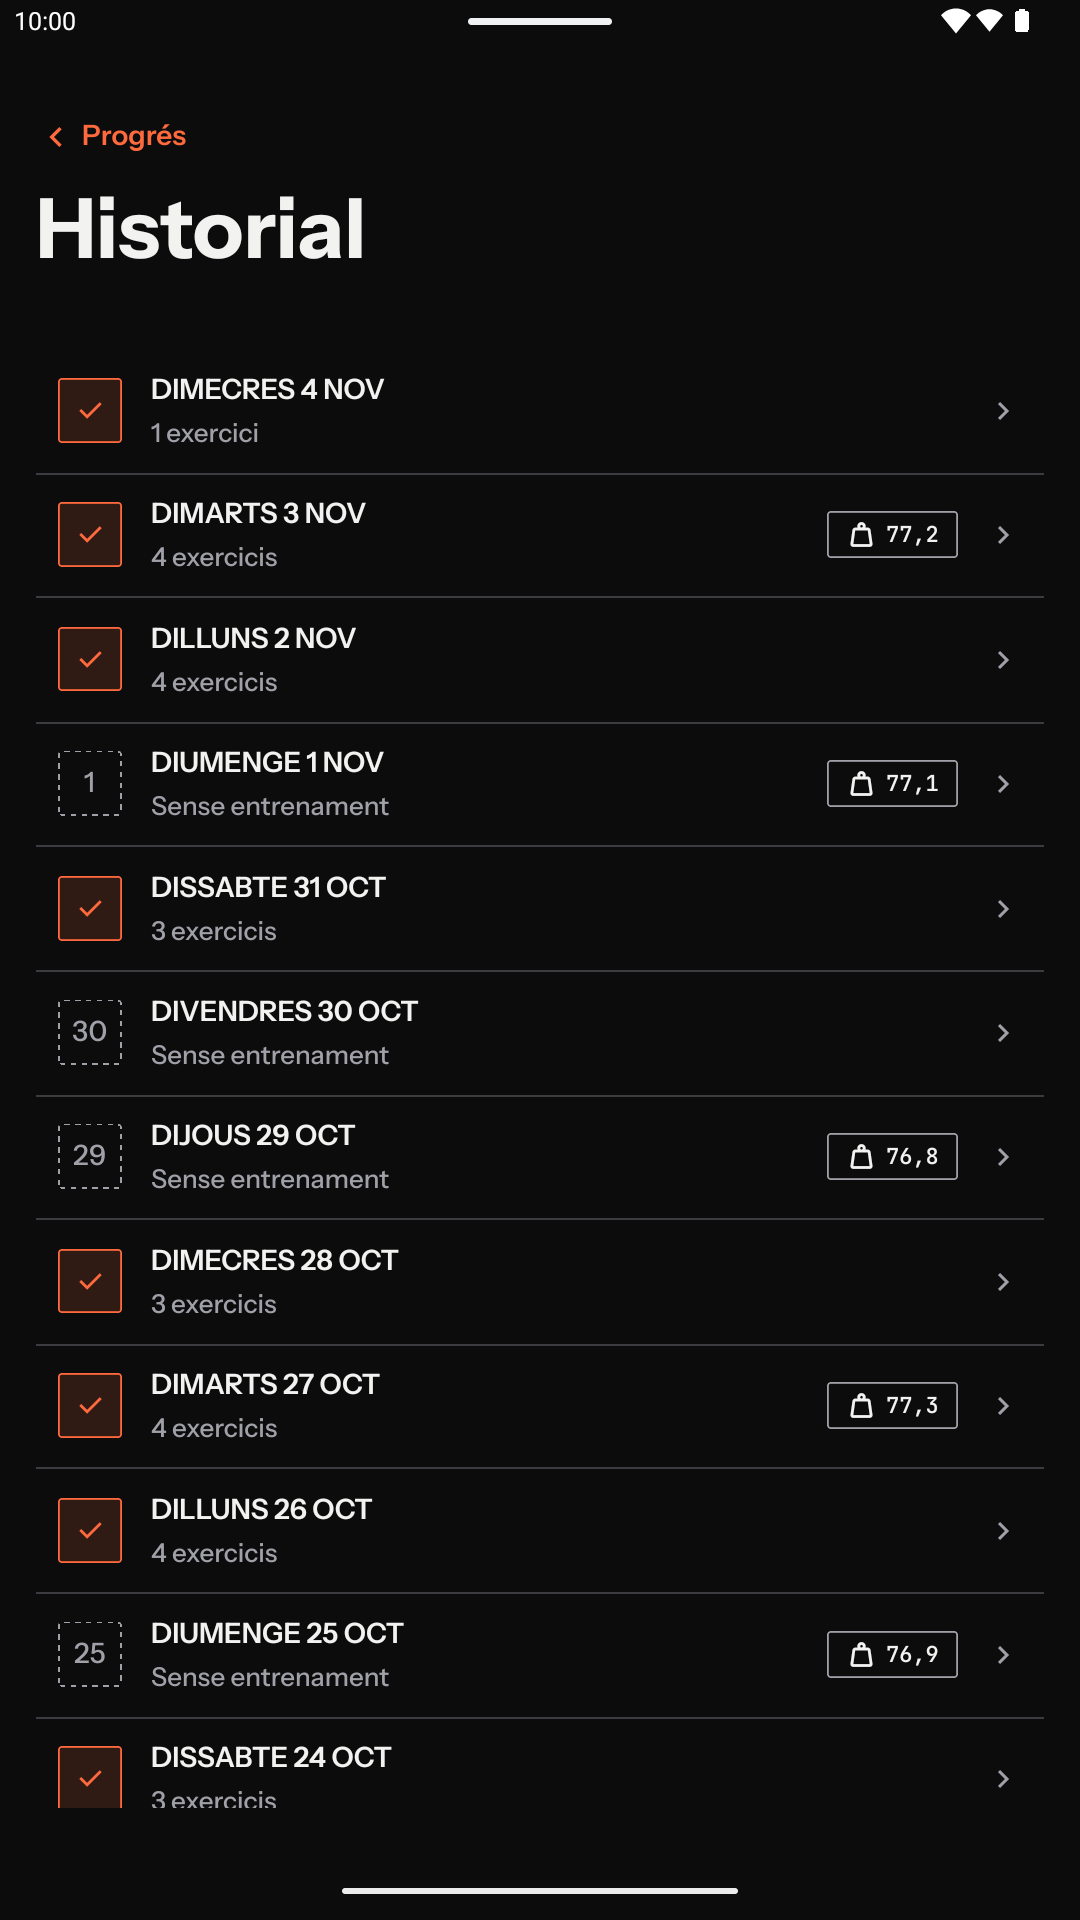 10:00
Progrés
Historial
DIMECRES 4 NOV
1 exercici
DIMARTS 3 NOV
4 exercicis
77,2
DILLUNS 2 NOV
4 exercicis
1
DIUMENGE 1 NOV
Sense entrenament
77,1
DISSABTE 31 OCT
3 exercicis
30
DIVENDRES 30 OCT
Sense entrenament
29
DIJOUS 29 OCT
Sense entrenament
76,8
DIMECRES 28 OCT
3 exercicis
DIMARTS 27 OCT
4 exercicis
77,3
DILLUNS 26 OCT
4 exercicis
25
DIUMENGE 25 OCT
Sense entrenament
76,9
DISSABTE 24 OCT
3 exercicis